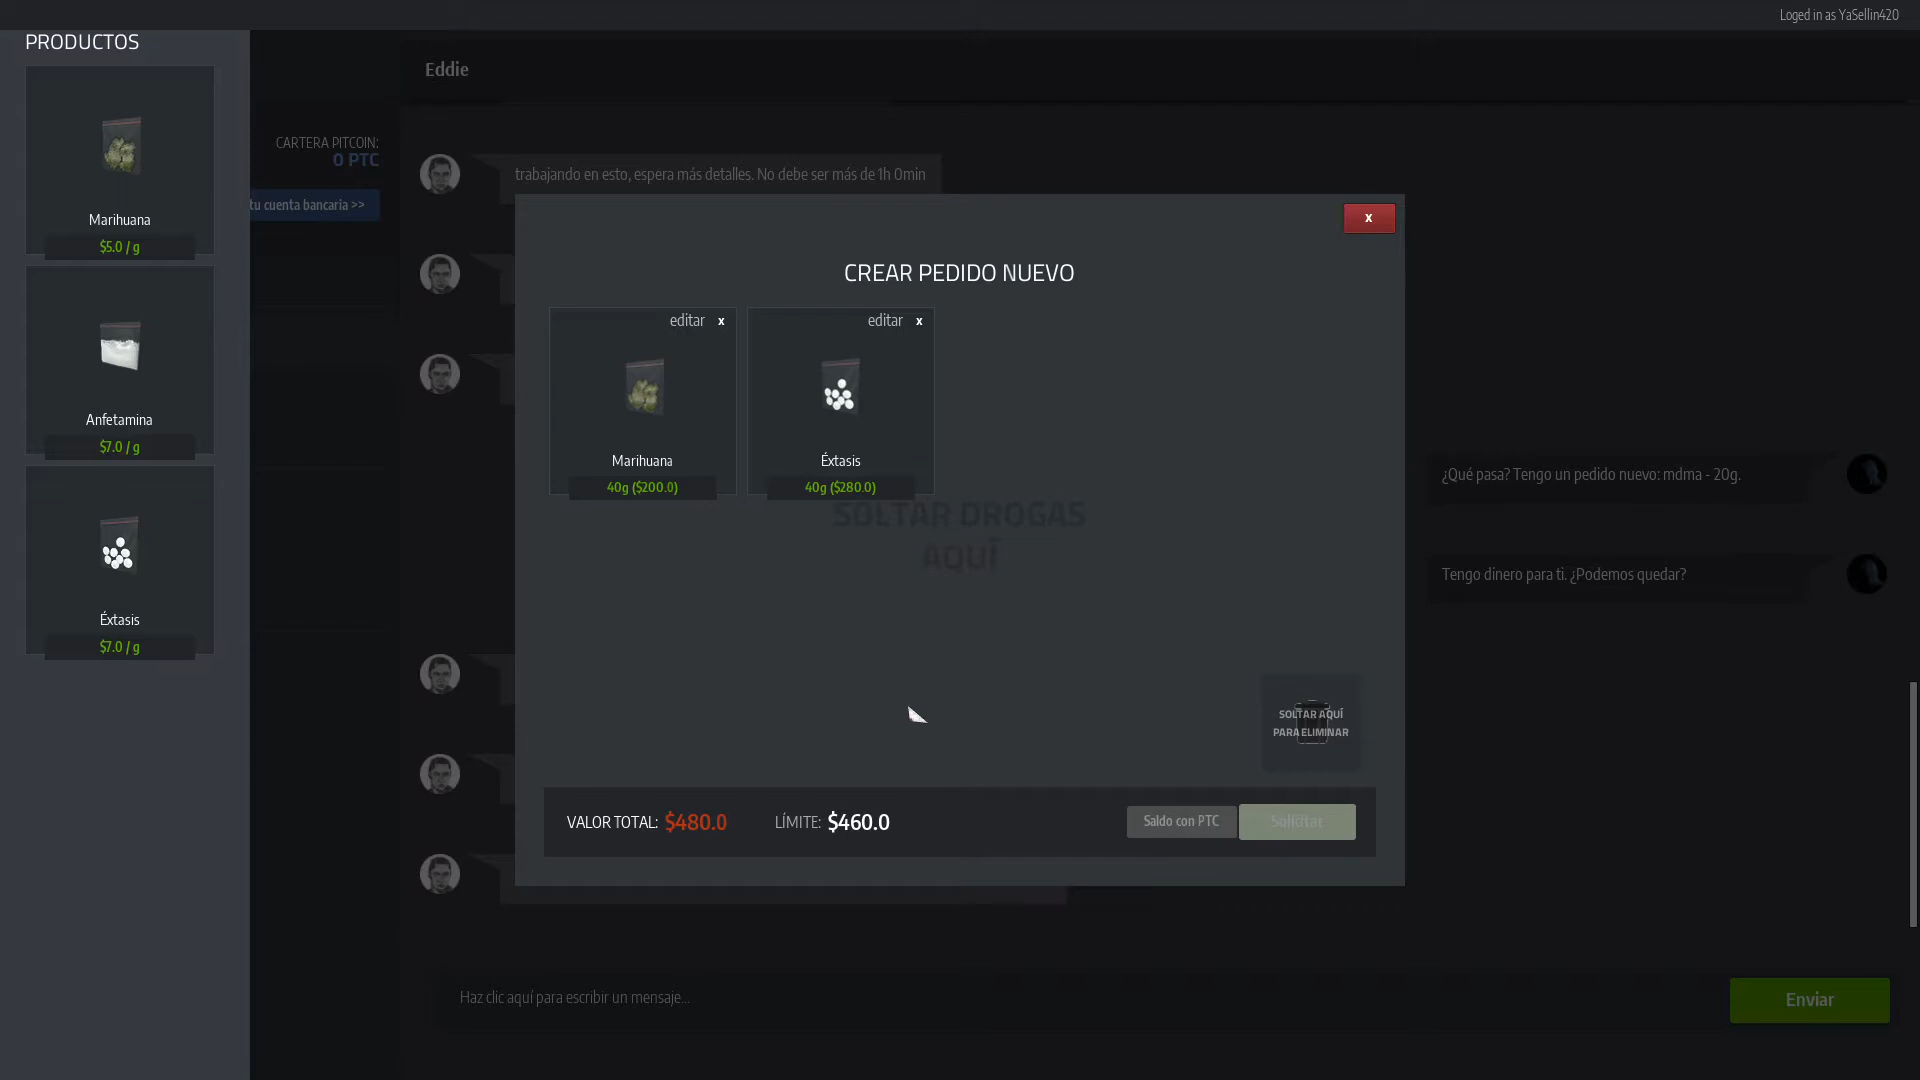 Loged in as YaSellin420
PRODUCTOS
Marihuana
$5.0 / g
Anfetamina
$7.0 / g
Éxtasis
$7.0 / g
CARTERA PITCOIN:
0 PTC
tu cuenta bancaria >>
Eddie
trabajando en esto, espera más detalles. No debe ser más de 1h 0min
x
CREAR PEDIDO NUEVO
editar x
Marihuana
40g ($200.0)
editar x
Éxtasis
40g ($280.0)
SOLTAR DROGAS
AQUÍ
SOLTAR AQUÍ
PARA ELIMINAR
VALOR TOTAL: $480.0
LÍMITE: $460.0
Saldo con PTC
Solicitar
¿Qué pasa? Tengo un pedido nuevo: mdma - 20g.
Tengo dinero para ti. ¿Podemos quedar?
Haz clic aquí para escribir un mensaje...
Enviar